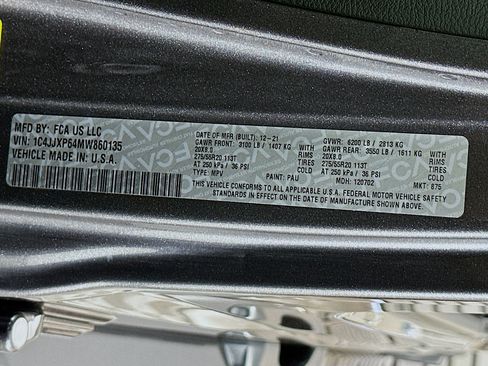 MFD BY: FCA US LLC
VIN: 1C4JJXP64MW860135
VEHICLE MADE IN U.S.A.
DATE OF MFR (BUILT): 12-21
GVWR: 6200 LB / 2813 KG
FRONT GAWR: 3100 LB / 1407 KG WITH
GAWR REAR: 3550 LB / 1611 KG WITH
20X8.0 RIMS
20X8.0 RIMS
275/55R20 113T TIRES
275/55R20 113T TIRES
AT 250 kPa / 36 PSI COLD
AT 250 kPa / 36 PSI COLD
TYPE: MPV
PAINT: PAU
MDH: 120702
MKT: 875
THIS VEHICLE CONFORMS TO ALL APPLICABLE U.S.A. FEDERAL MOTOR VEHICLE SAFETY
STANDARDS IN EFFECT ON THE DATE OF MANUFACTURE SHOWN ABOVE.